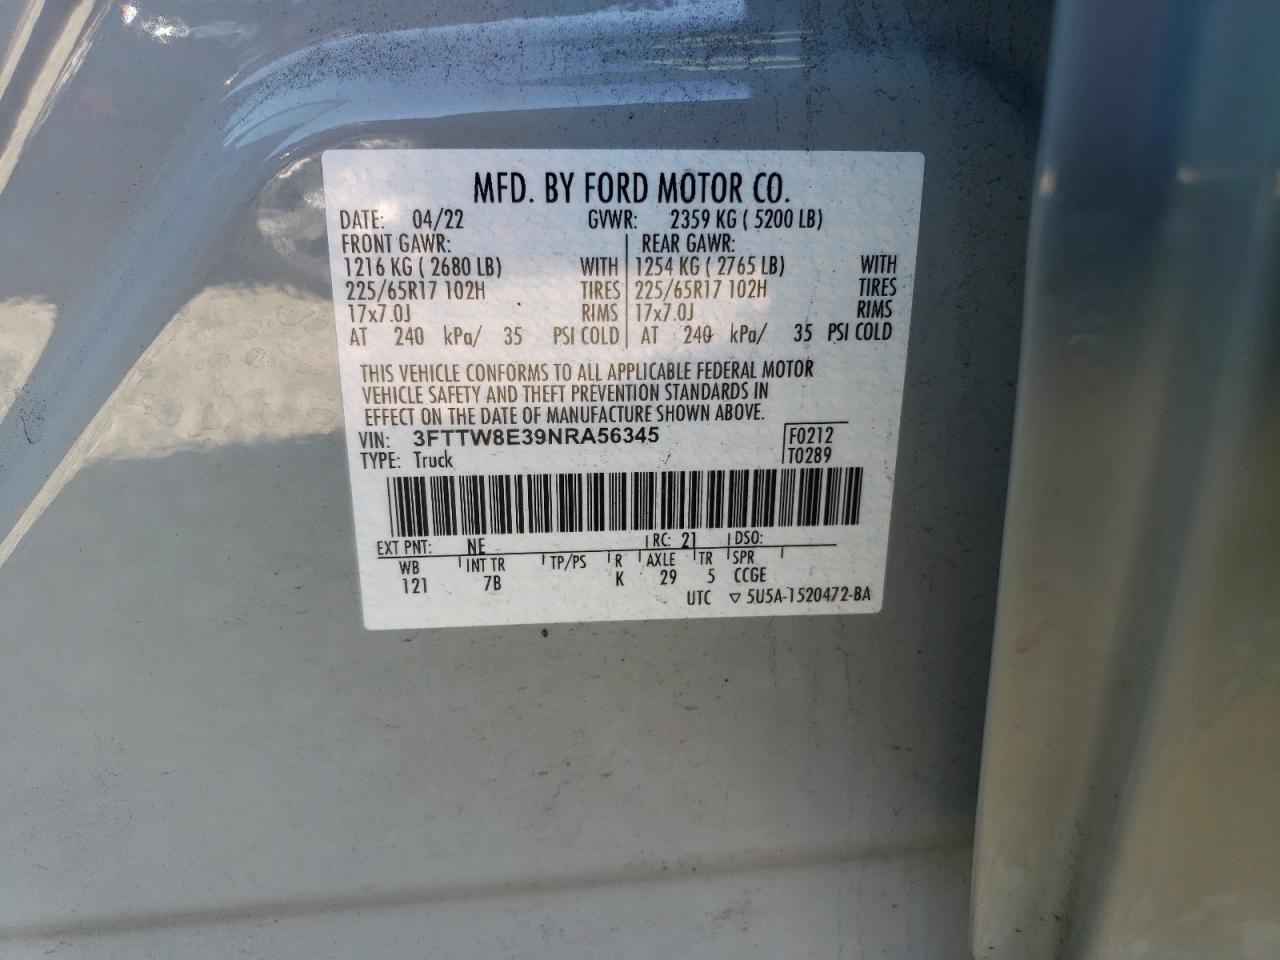 MFD. BY FORD MOTOR CO.
DATE: 04/22 GVWR: 2359 KG ( 5200 LB)
FRONT GAWR: REAR GAWR:
1216 KG ( 2680 LB) WITH 1254 KG ( 2765 LB) WITH
225/65R17 102H TIRES 225/65R17 102H TIRES
17x7.0J RIMS 17x7.0J RIMS
AT 240 kPa/ 35 PSI COLD AT 240 kPa/ 35 PSI COLD
THIS VEHICLE CONFORMS TO ALL APPLICABLE FEDERAL MOTOR
VEHICLE SAFETY AND THEFT PREVENTION STANDARDS IN
EFFECT ON THE DATE OF MANUFACTURE SHOWN ABOVE.
VIN: 3FTTW8E39NRA56345 F0212
TYPE: Truck T0289
EXT PNT: NE RC: 21 DSO:
WB INT TR TP/PS R AXLE TR SPR
121 7B K 29 5 CCGE
UTC ▽ 5U5A-1520472-BA